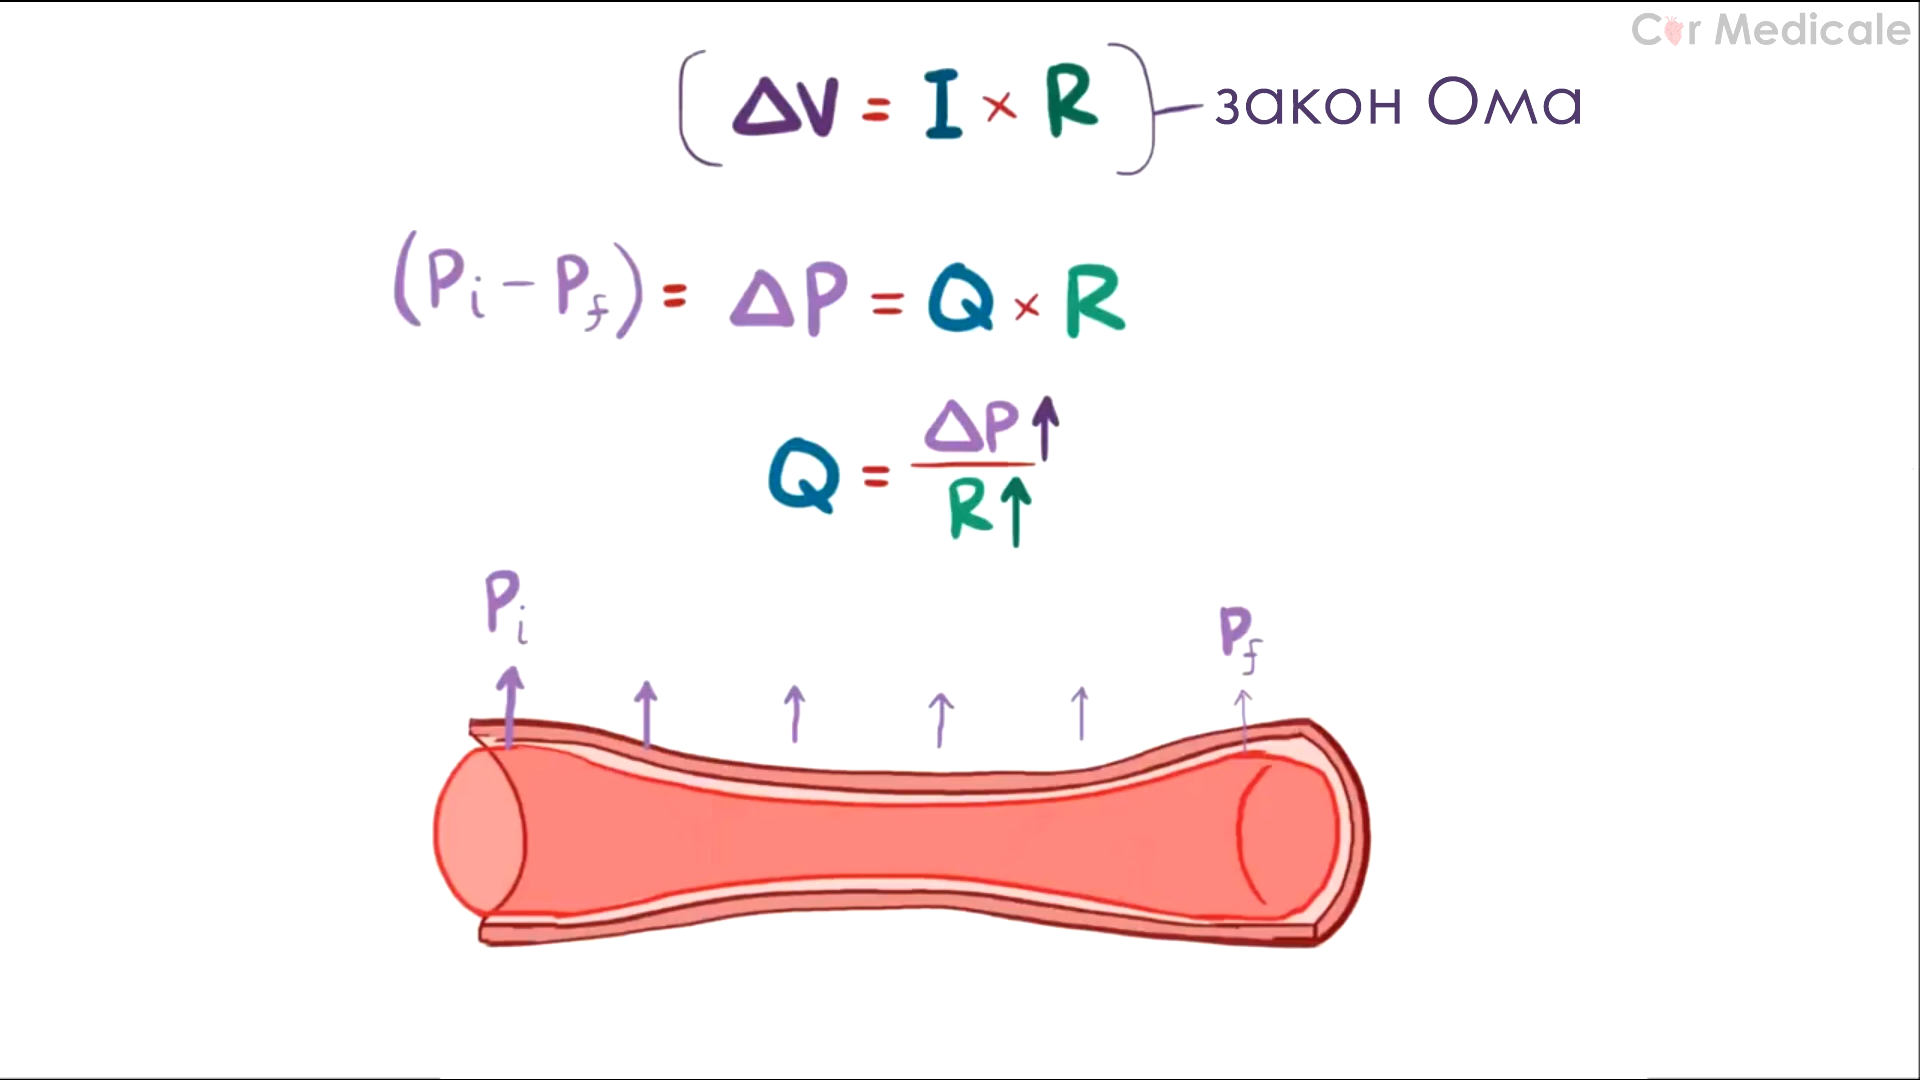 Cor Medicale
(ΔV = I × R) — закон Ома
(Pi − Pf) = ΔP = Q × R
Q = ΔP↑ / R↑
Pi
Pf